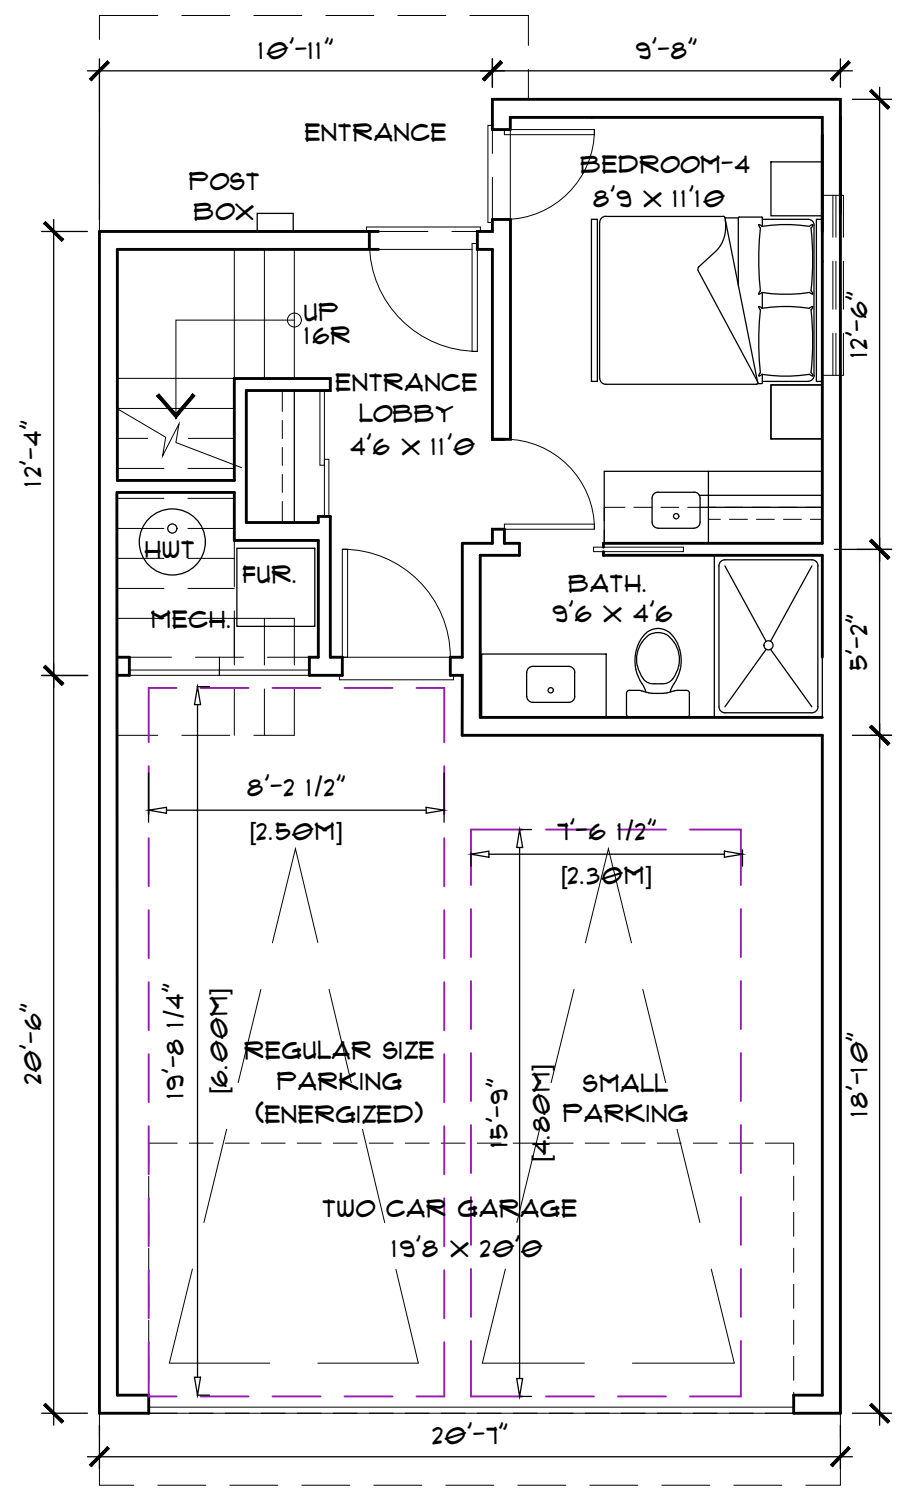 10'-11"
9'-8"
ENTRANCE
POST
BOX
BEDROOM-4
8'9 X 11'10
UP
16R
12'-6"
ENTRANCE
LOBBY
4'6 X 11'0
12'-4"
HWT
FUR.
MECH.
BATH.
9'6 X 4'6
5'-2"
8'-2 1/2"
[2.50M]
7'-6 1/2"
[2.30M]
20'-6"
19'-8 1/4"
[6.00M]
REGULAR SIZE
PARKING
(ENERGIZED)
15'-9"
[4.80M]
SMALL
PARKING
18'-10"
TWO CAR GARAGE
19'8 X 20'0
20'-7"